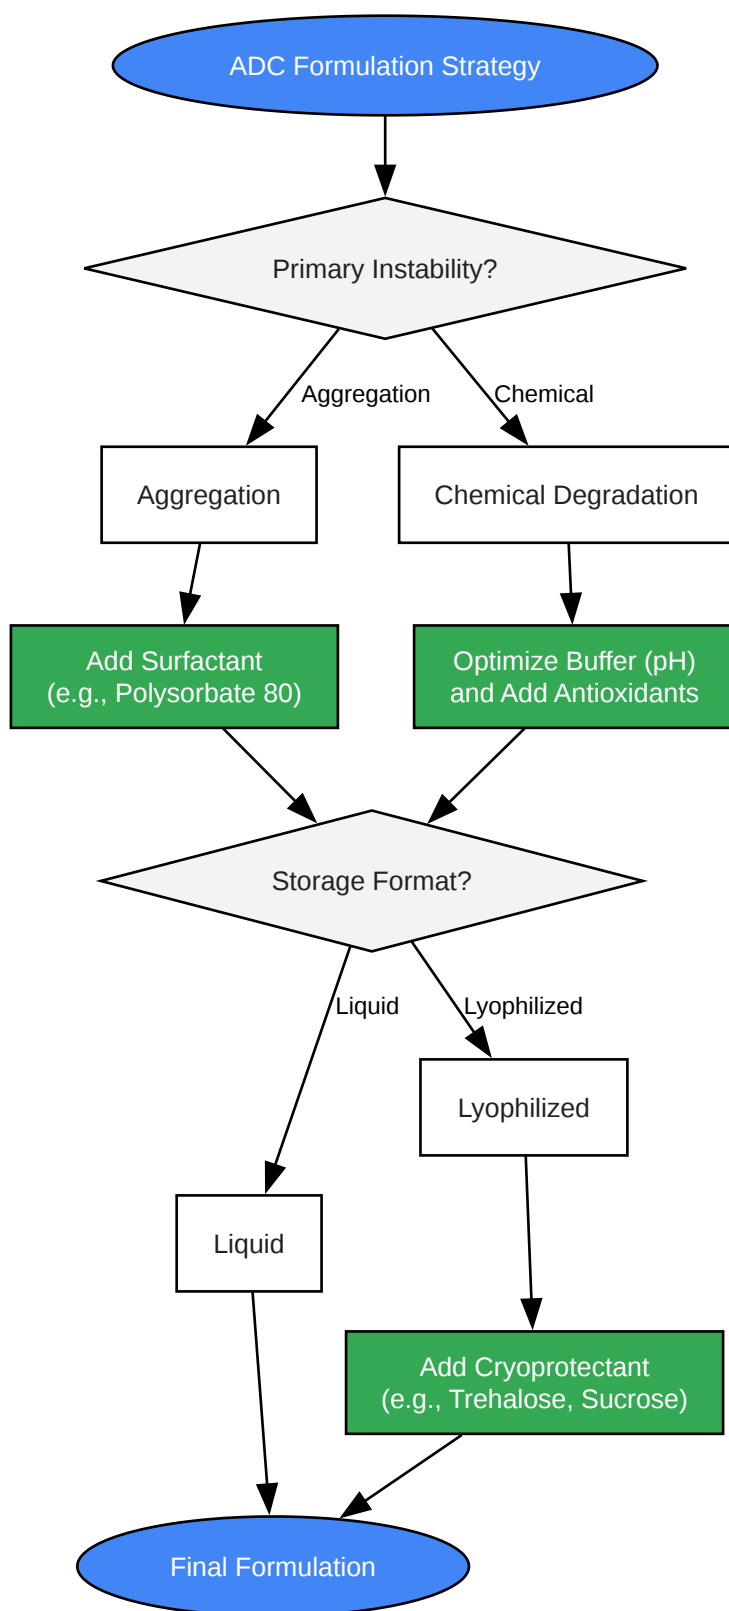 ADC Formulation Strategy
Primary Instability?
Aggregation
Chemical
Aggregation
Chemical Degradation
Add Surfactant
(e.g., Polysorbate 80)
Optimize Buffer (pH)
and Add Antioxidants
Storage Format?
Liquid
Lyophilized
Lyophilized
Liquid
Add Cryoprotectant
(e.g., Trehalose, Sucrose)
Final Formulation